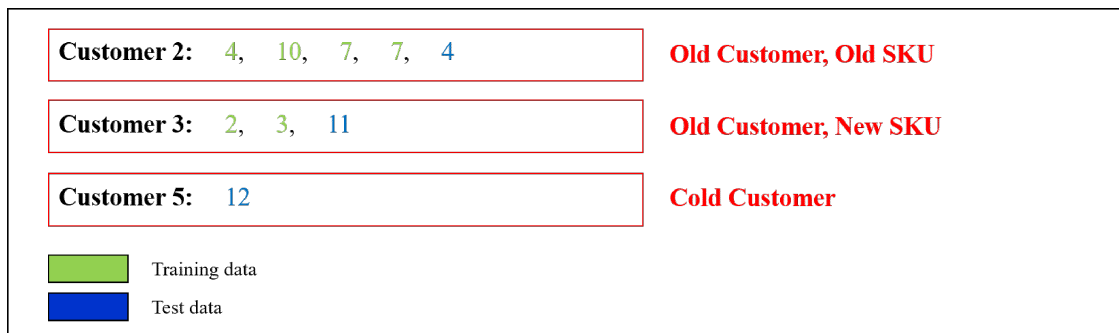 Customer 2: 4, 10, 7, 7, 4 Old Customer, Old SKU
Customer 3: 2, 3, 11 Old Customer, New SKU
Customer 5: 12 Cold Customer
Training data
Test data